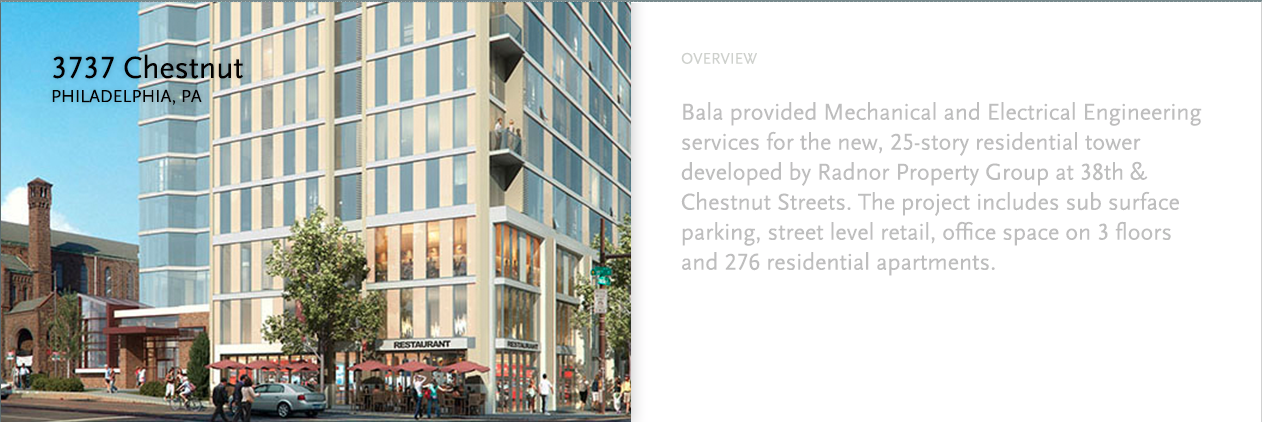 3737 Chestnut
PHILADELPHIA, PA
RESTAURANT
RESTAURANT
OVERVIEW
Bala provided Mechanical and Electrical Engineering
services for the new, 25-story residential tower
developed by Radnor Property Group at 38th &
Chestnut Streets. The project includes sub surface
parking, street level retail, office space on 3 floors
and 276 residential apartments.